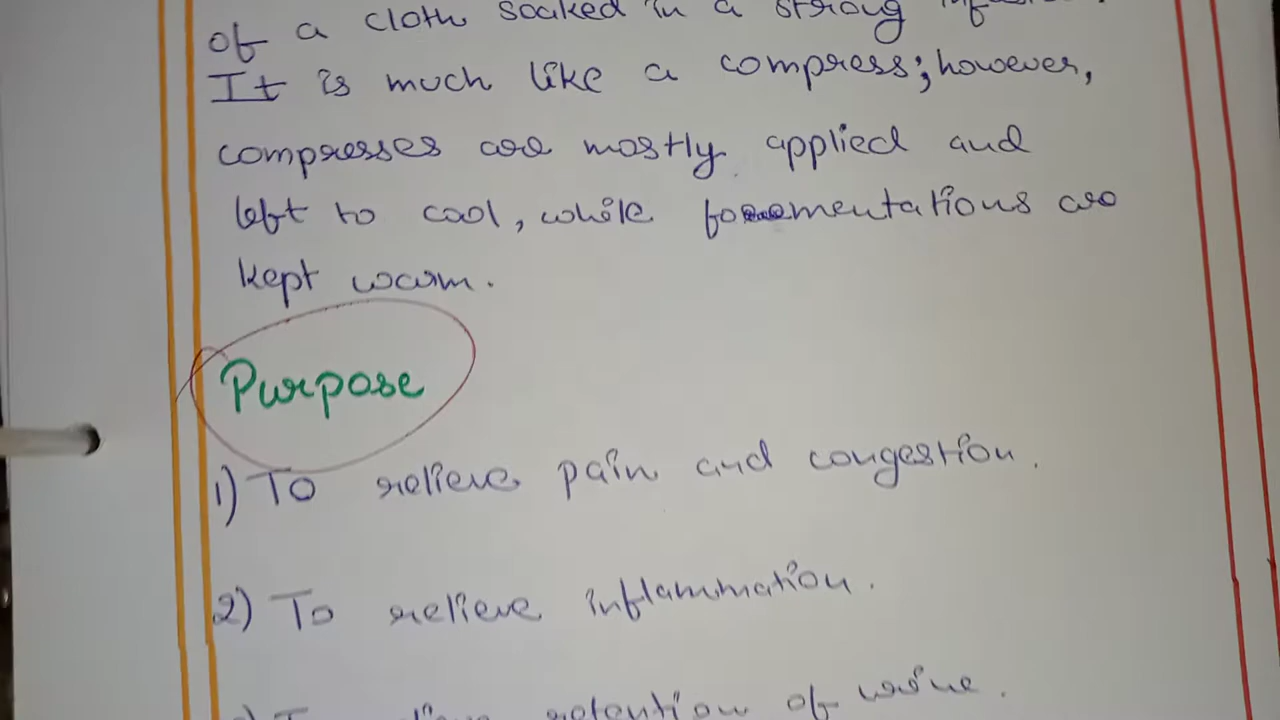 of a cloth soaked in a strong
It is much like a compress; however,
compresses are mostly applied and
left to cool, while fomentations are
kept warm.
Purpose
1) To relieve pain and congestion.
2) To relieve inflammation.
retention of urine.